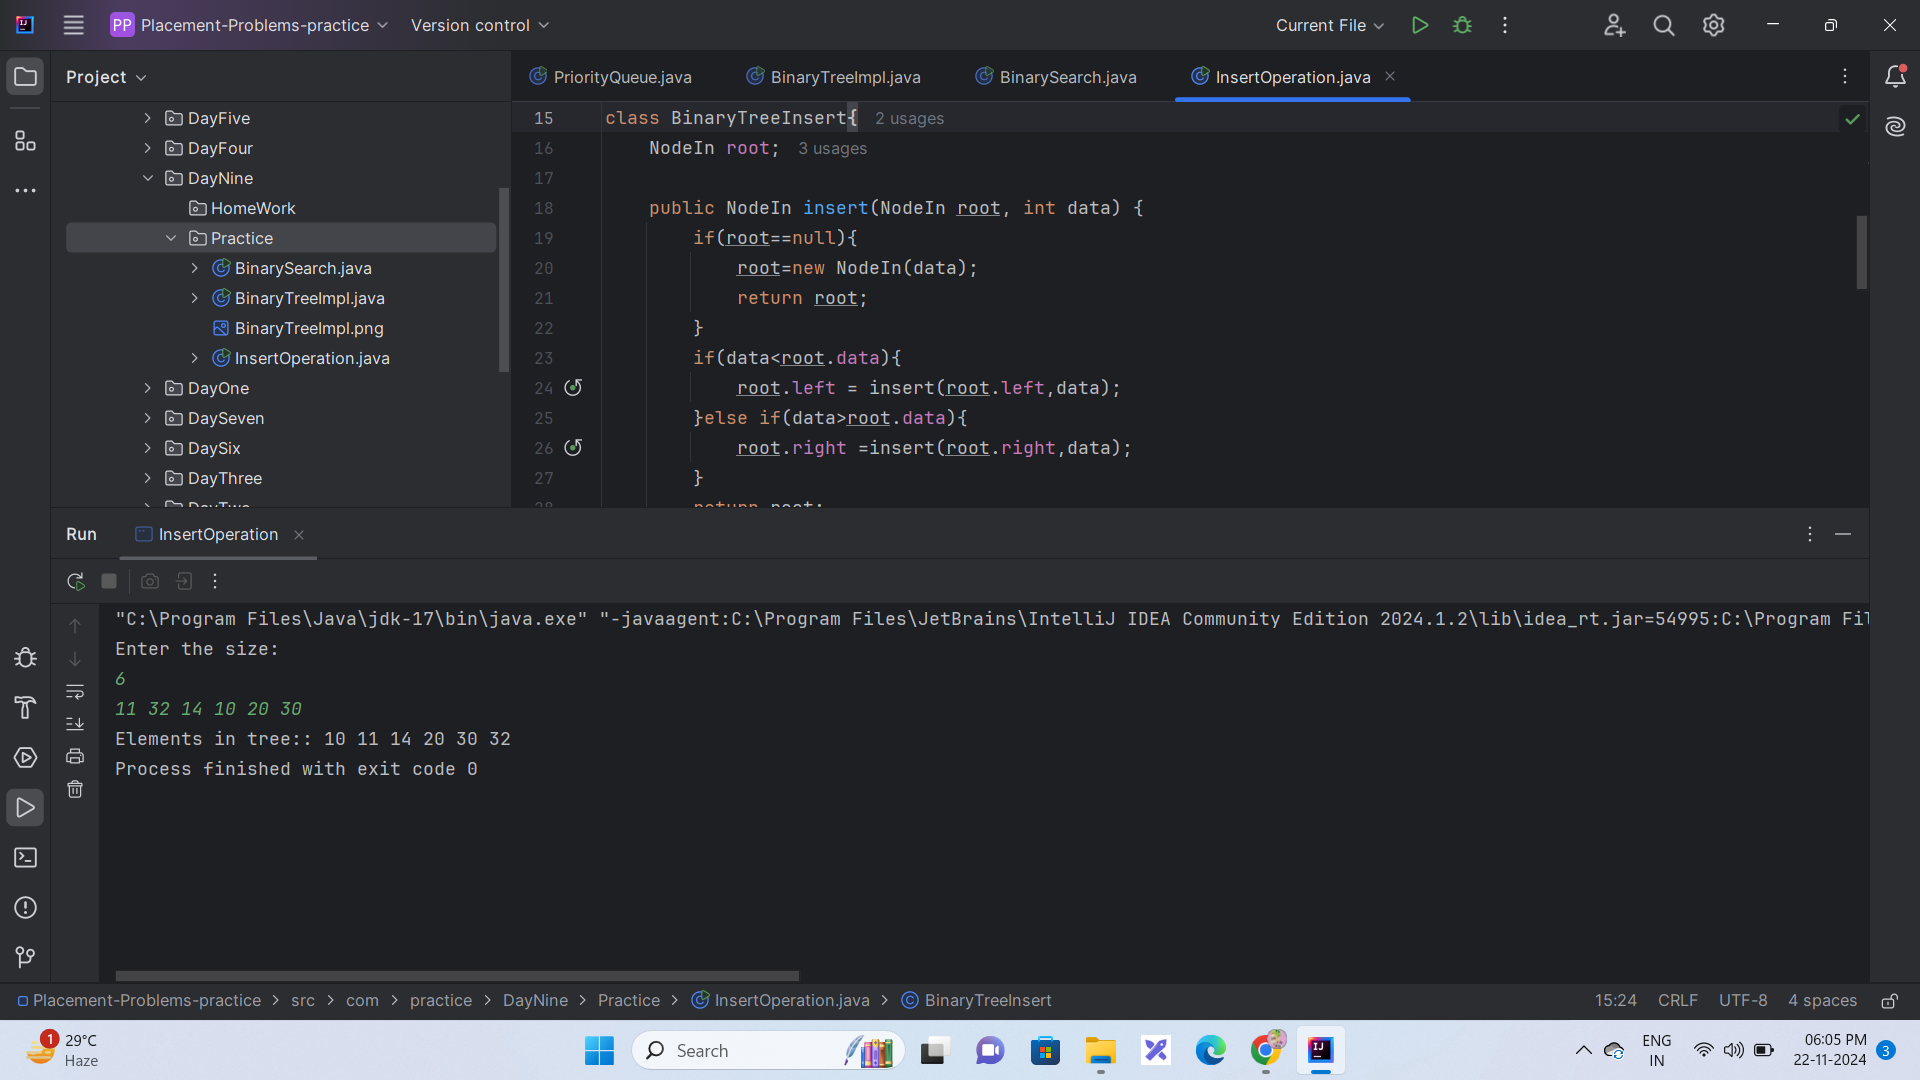 PP Placement-Problems-practice Version control Current File
Project
DayFive
DayFour
DayNine
HomeWork
Practice
BinarySearch.java
BinaryTreeImpl.java
BinaryTreeImpl.png
InsertOperation.java
DayOne
DaySeven
DaySix
DayThree
DayTwo
PriorityQueue.java BinaryTreeImpl.java BinarySearch.java InsertOperation.java
15 class BinaryTreeInsert{ 2 usages
16 NodeIn root; 3 usages
17
18 public NodeIn insert(NodeIn root, int data) {
19 if(root==null){
20 root=new NodeIn(data);
21 return root;
22 }
23 if(data<root.data){
24 root.left = insert(root.left,data);
25 }else if(data>root.data){
26 root.right =insert(root.right,data);
27 }
28 return root;
Run InsertOperation
"C:\Program Files\Java\jdk-17\bin\java.exe" "-javaagent:C:\Program Files\JetBrains\IntelliJ IDEA Community Edition 2024.1.2\lib\idea_rt.jar=54995:C:\Program Fil
Enter the size:
6
11 32 14 10 20 30
Elements in tree:: 10 11 14 20 30 32
Process finished with exit code 0
Placement-Problems-practice > src > com > practice > DayNine > Practice > InsertOperation.java > BinaryTreeInsert 15:24 CRLF UTF-8 4 spaces
1 29°C
Haze
Search
ENG
IN
06:05 PM
22-11-2024
3